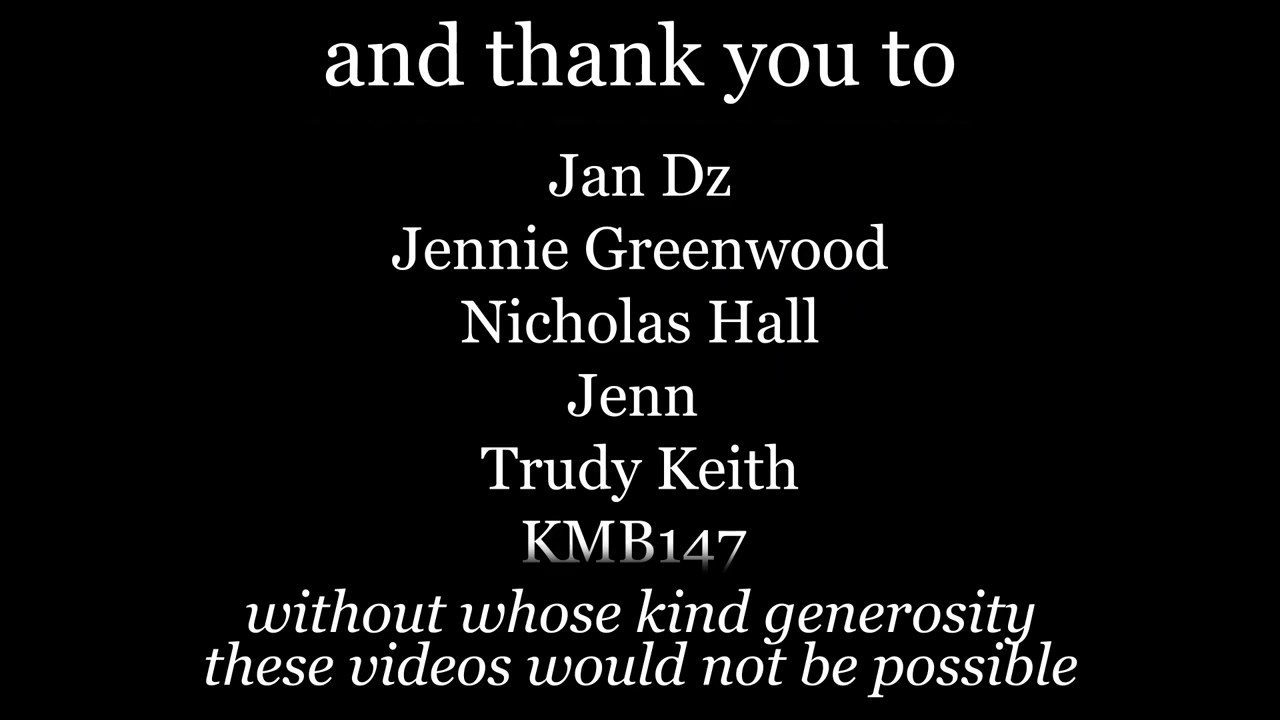 and thank you to
Jan Dz
Jennie Greenwood
Nicholas Hall
Jenn
Trudy Keith
KMB147
without whose kind generosity
these videos would not be possible